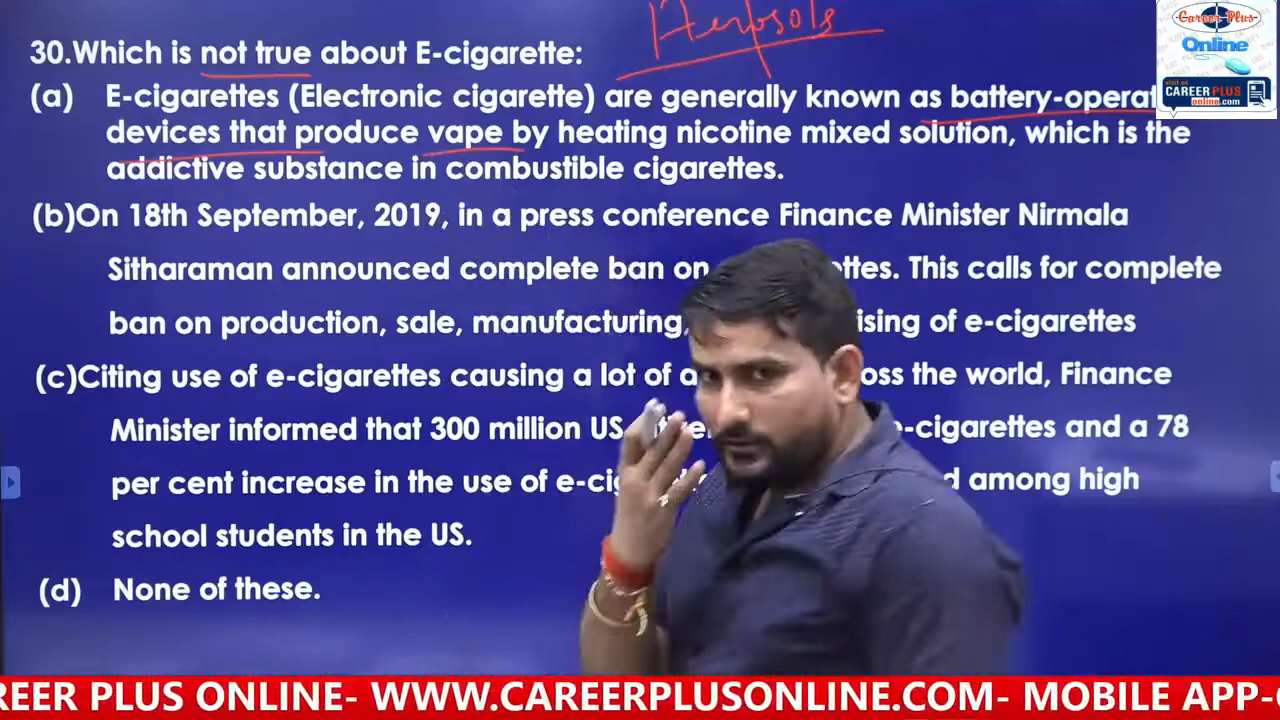 Career Plus
Online
visit us
CAREER PLUS
online.com
30.Which is not true about E-cigarette:
(a) E-cigarettes (Electronic cigarette) are generally known as battery-operat
devices that produce vape by heating nicotine mixed solution, which is the
addictive substance in combustible cigarettes.
(b)On 18th September, 2019, in a press conference Finance Minister Nirmala
Sitharaman announced complete ban on ttes. This calls for complete
ban on production, sale, manufacturing, ising of e-cigarettes
(c)Citing use of e-cigarettes causing a lot of a oss the world, Finance
Minister informed that 300 million US e-cigarettes and a 78
per cent increase in the use of e-cig d among high
school students in the US.
(d) None of these.
REER PLUS ONLINE- WWW.CAREERPLUSONLINE.COM- MOBILE APP-